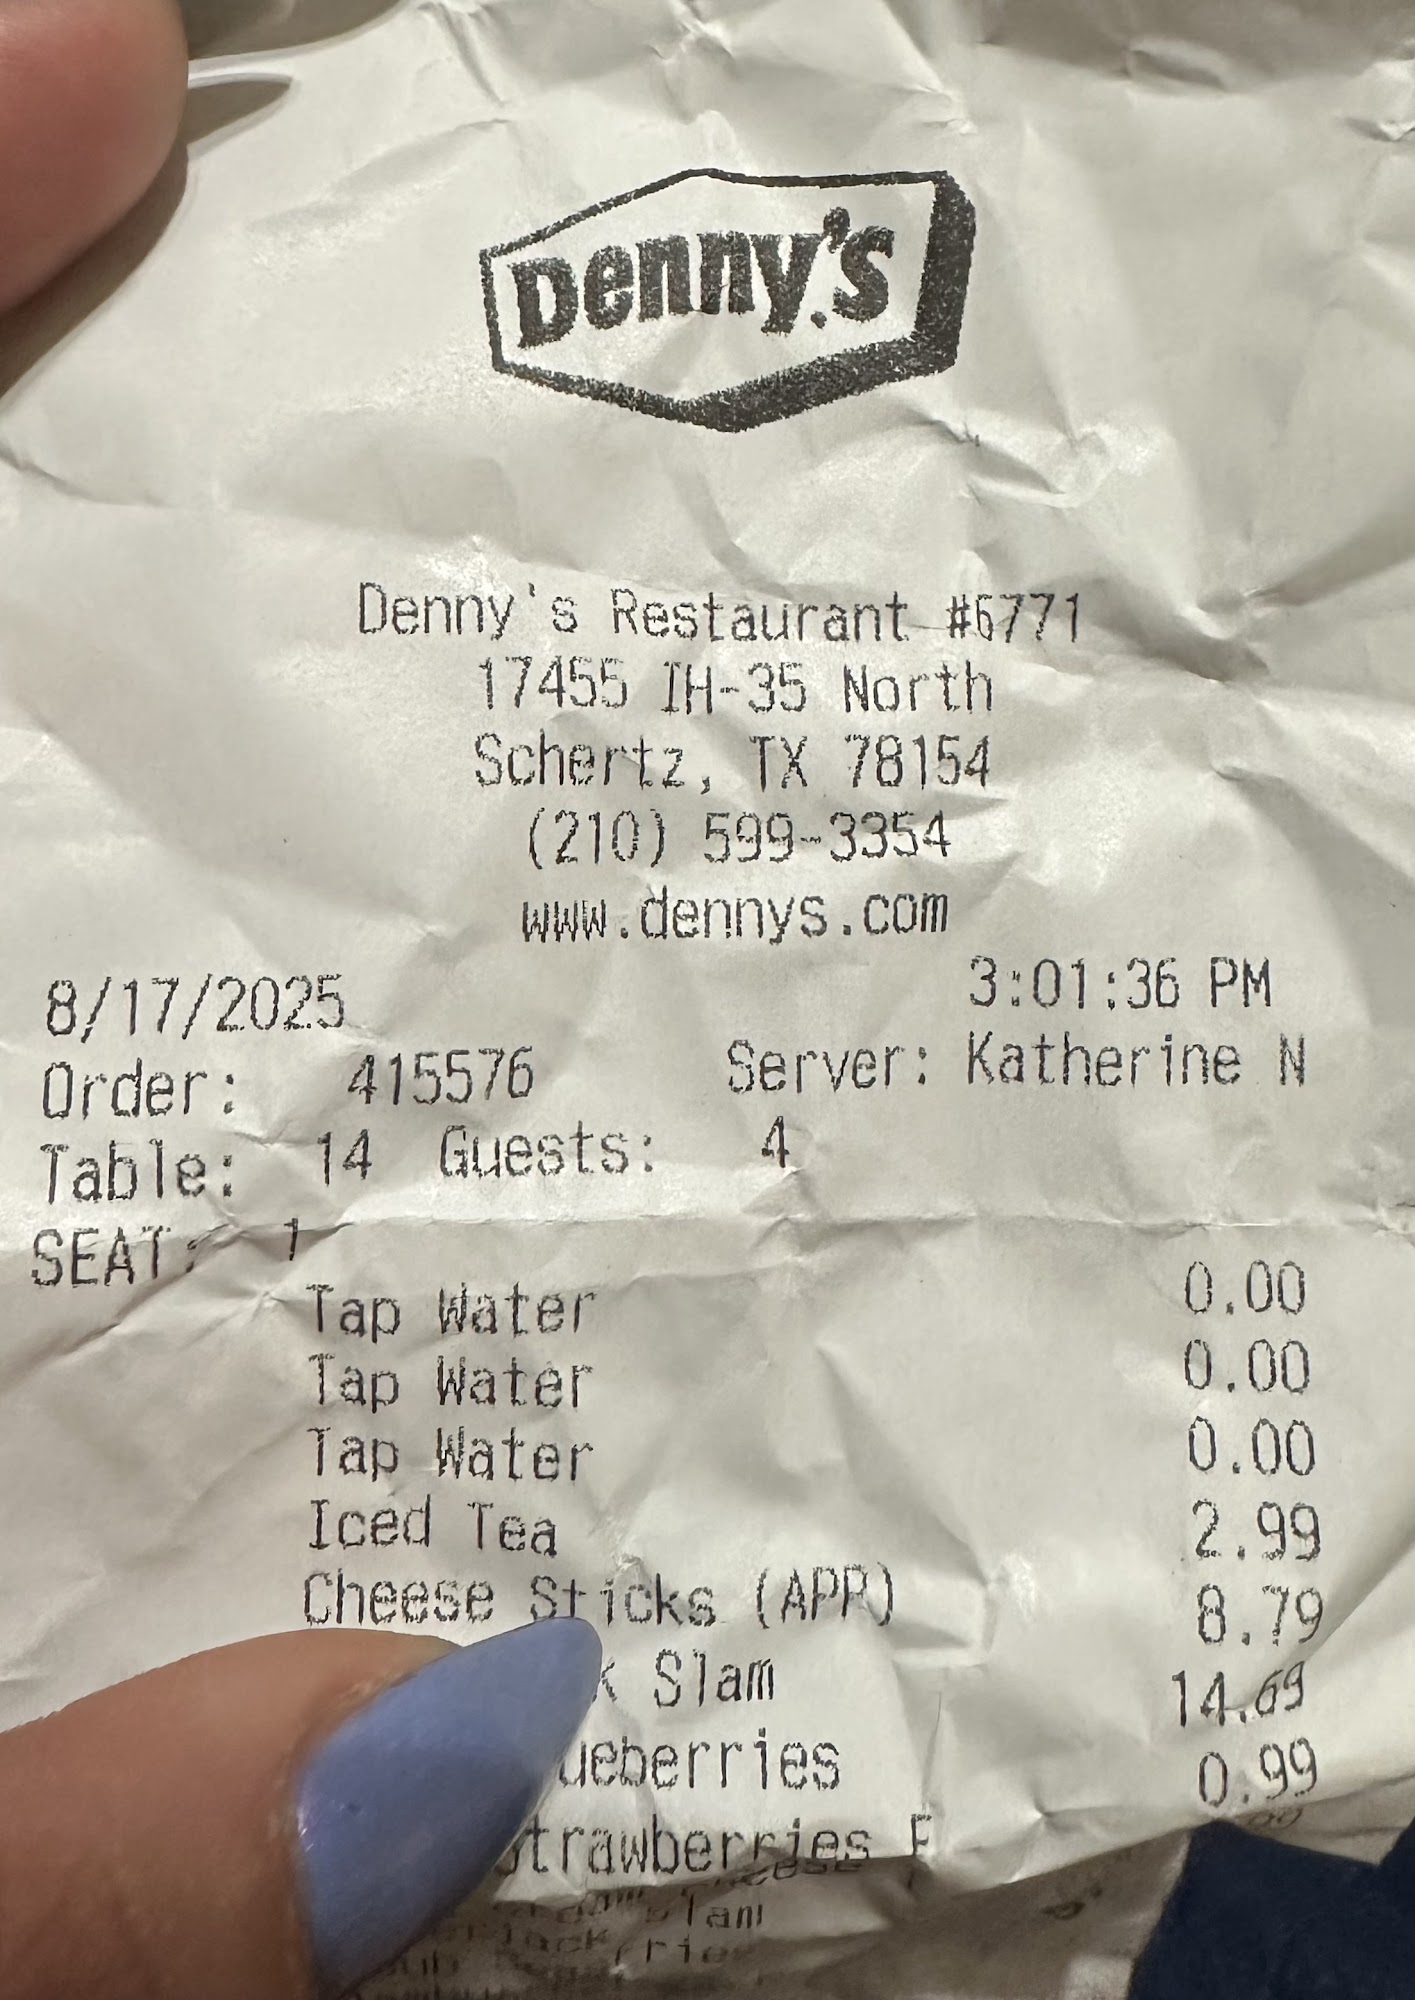 Denny's
Denny's Restaurant #6771
17455 IH-35 North
Schertz, TX 78154
(210) 599-3354
www.dennys.com
8/17/2025 3:01:36 PM
Order: 415576 Server: Katherine N
Table: 14 Guests: 4
SEAT: 1
Tap Water 0.00
Tap Water 0.00
Tap Water 0.00
Iced Tea 2.99
Cheese Sticks (APP) 8.79
Slam 14.69
0.99